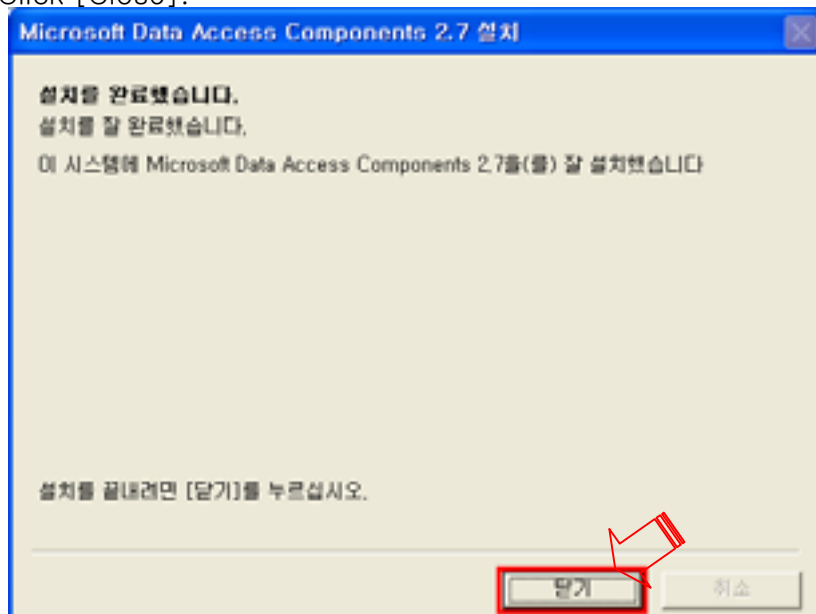 Click [Close].
Microsoft Data Access Components 2.7 설치
설치를 완료했습니다.
설치를 잘 완료했습니다.
이 시스템에 Microsoft Data Access Components 2.7을(를) 잘 설치했습니다
설치를 끝내려면 [닫기]를 누르십시오.
닫기
취소